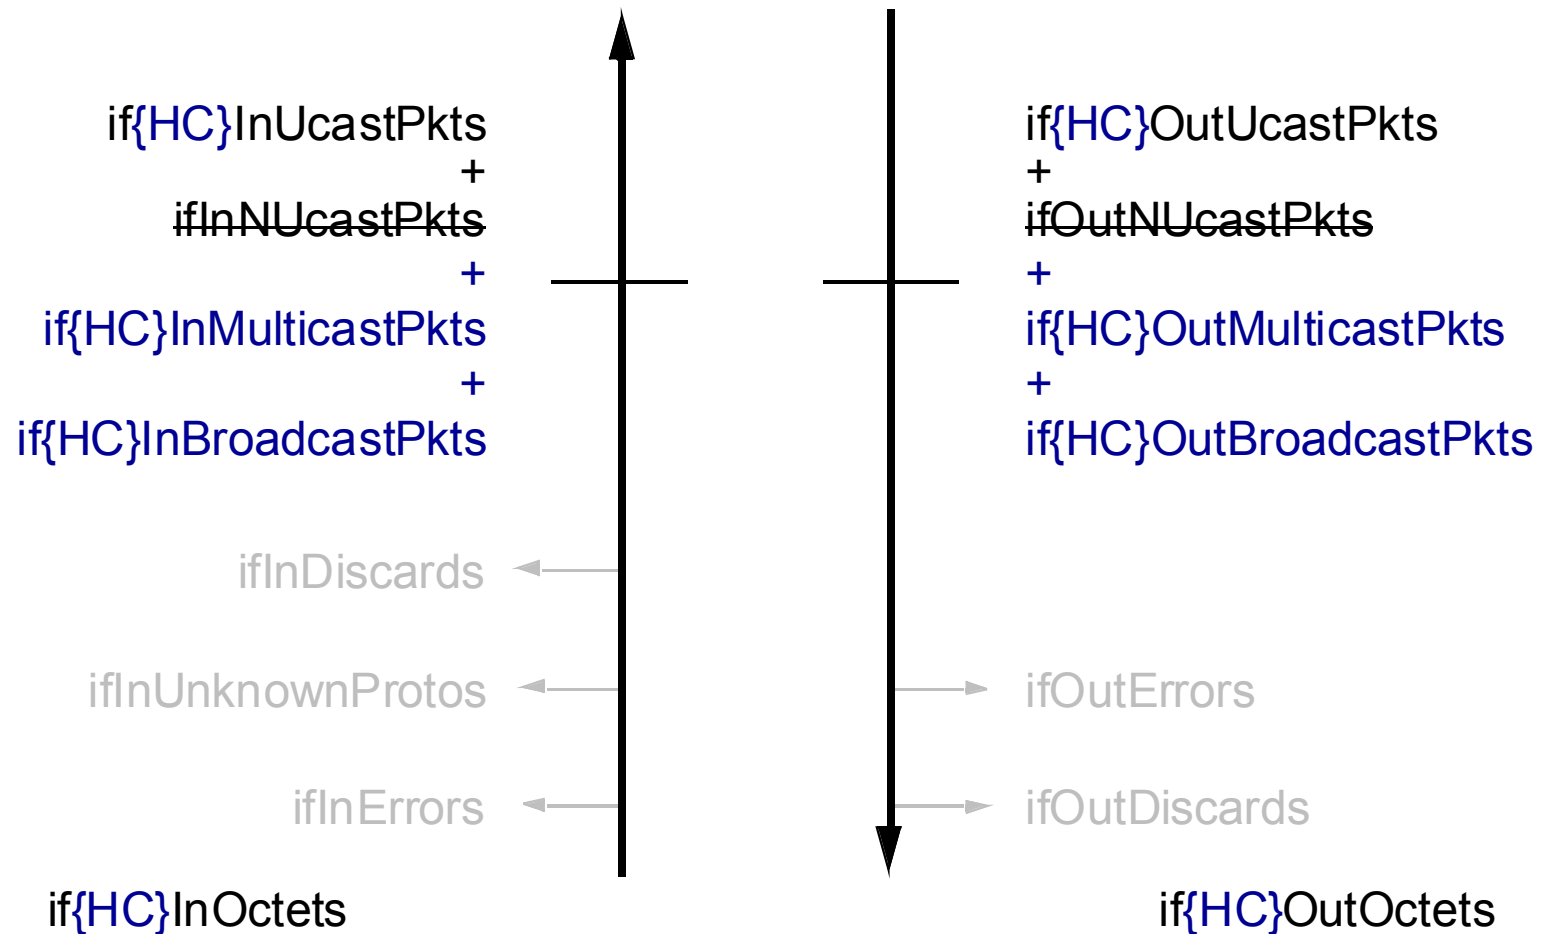 if{HC}InUcastPkts
+
ifInNUcastPkts
+
if{HC}InMulticastPkts
+
if{HC}InBroadcastPkts
ifInDiscards
ifInUnknownProtos
ifInErrors
if{HC}InOctets
if{HC}OutUcastPkts
+
ifOutNUcastPkts
+
if{HC}OutMulticastPkts
+
if{HC}OutBroadcastPkts
ifOutErrors
ifOutDiscards
if{HC}OutOctets